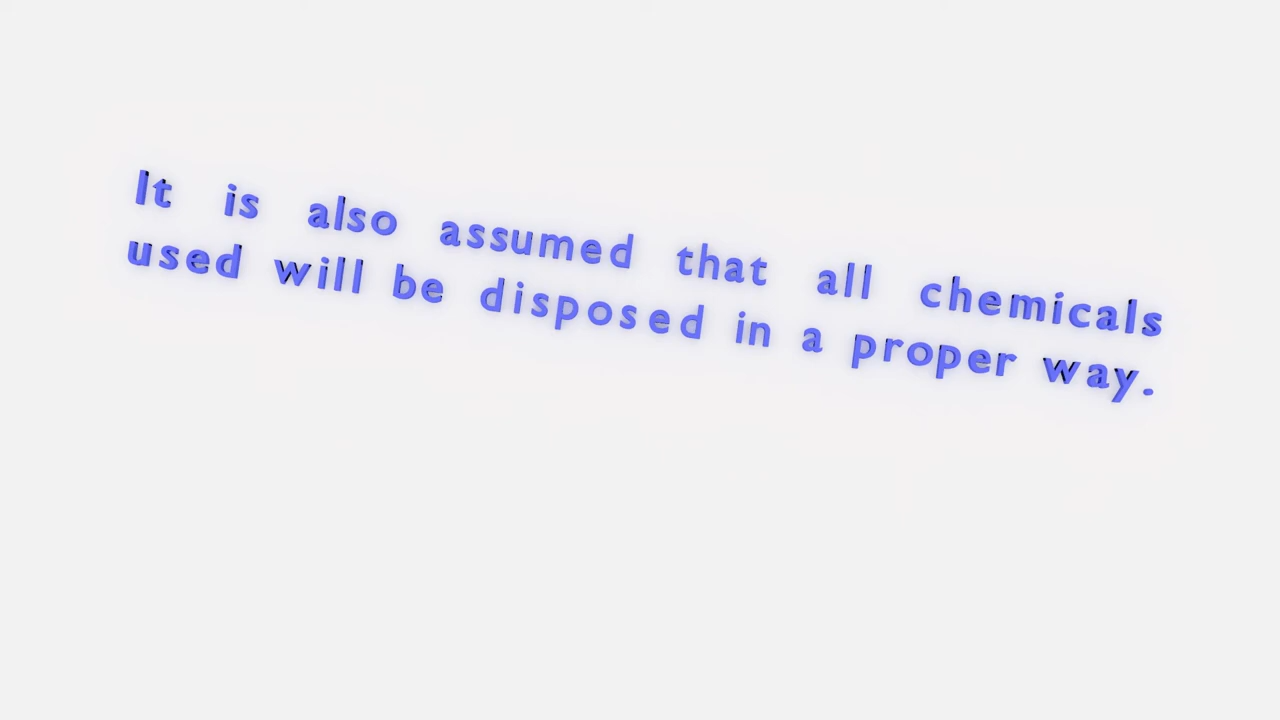 It is also assumed that all chemicals
used will be disposed in a proper way.